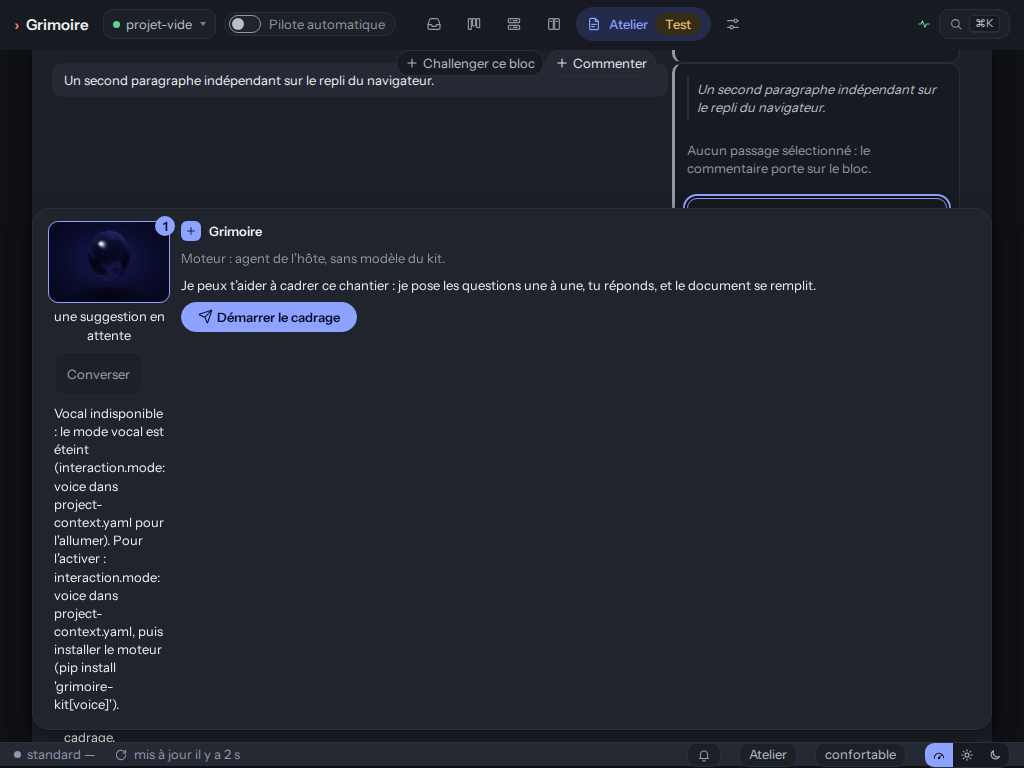 › Grimoire projet-vide Pilote automatique Atelier Test ⌘K
+ Challenger ce bloc + Commenter
Un second paragraphe indépendant sur le repli du navigateur.
Un second paragraphe indépendant sur
le repli du navigateur.
Aucun passage sélectionné : le
commentaire porte sur le bloc.
1
Grimoire
Moteur : agent de l'hôte, sans modèle du kit.
Je peux t'aider à cadrer ce chantier : je pose les questions une à une, tu réponds, et le document se remplit.
Démarrer le cadrage
une suggestion en
attente
Converser
Vocal indisponible
: le mode vocal est
éteint
(interaction.mode:
voice dans
project-
context.yaml pour
l'allumer). Pour
l'activer :
interaction.mode:
voice dans
project-
context.yaml, puis
installer le moteur
(pip install
'grimoire-
kit[voice]').
cadrage.
standard — mis à jour il y a 2 s Atelier confortable